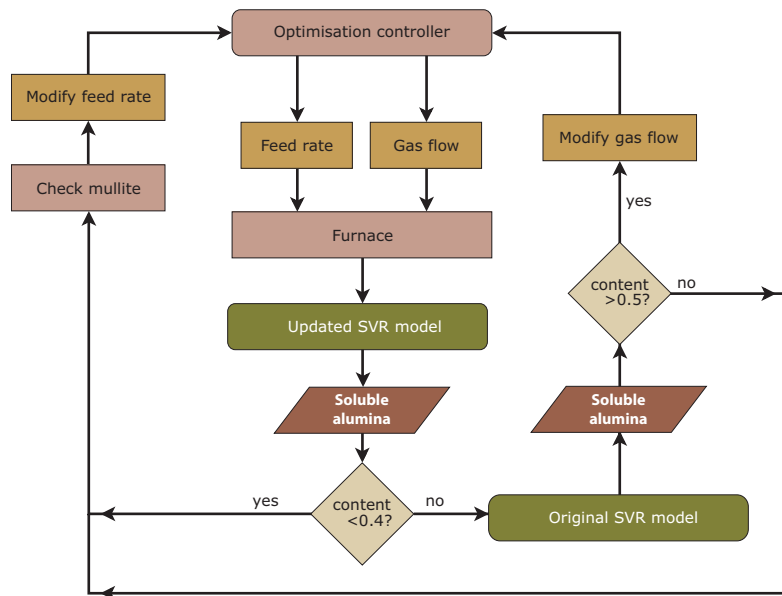 Optimisation controller
Modify feed rate
Feed rate
Gas flow
Modify gas flow
Check mullite
yes
Furnace
content
>0.5?
no
Updated SVR model
Soluble
alumina
Soluble
alumina
yes
content
<0.4?
no
Original SVR model